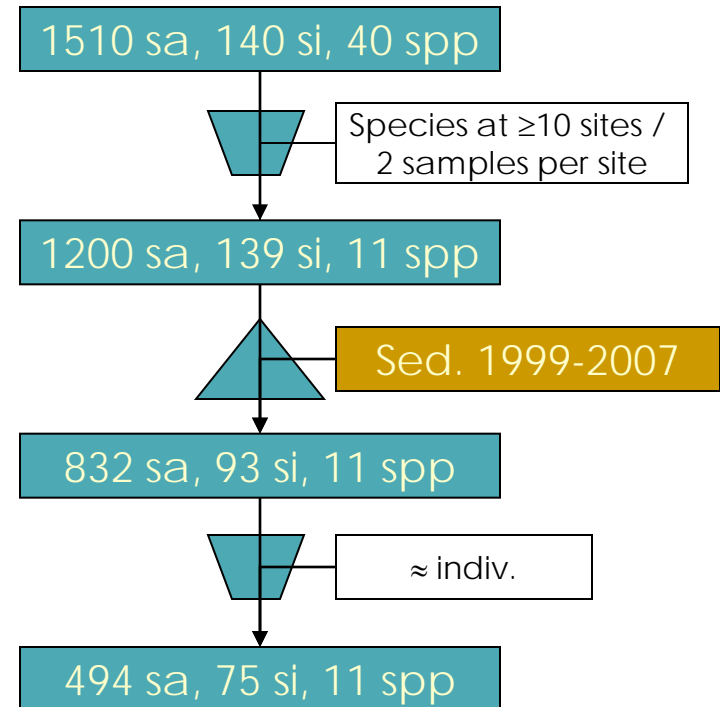 1510 sa, 140 si, 40 spp
Species at ≥10 sites /
2 samples per site
1200 sa, 139 si, 11 spp
Sed. 1999-2007
832 sa, 93 si, 11 spp
≈ indiv.
494 sa, 75 si, 11 spp